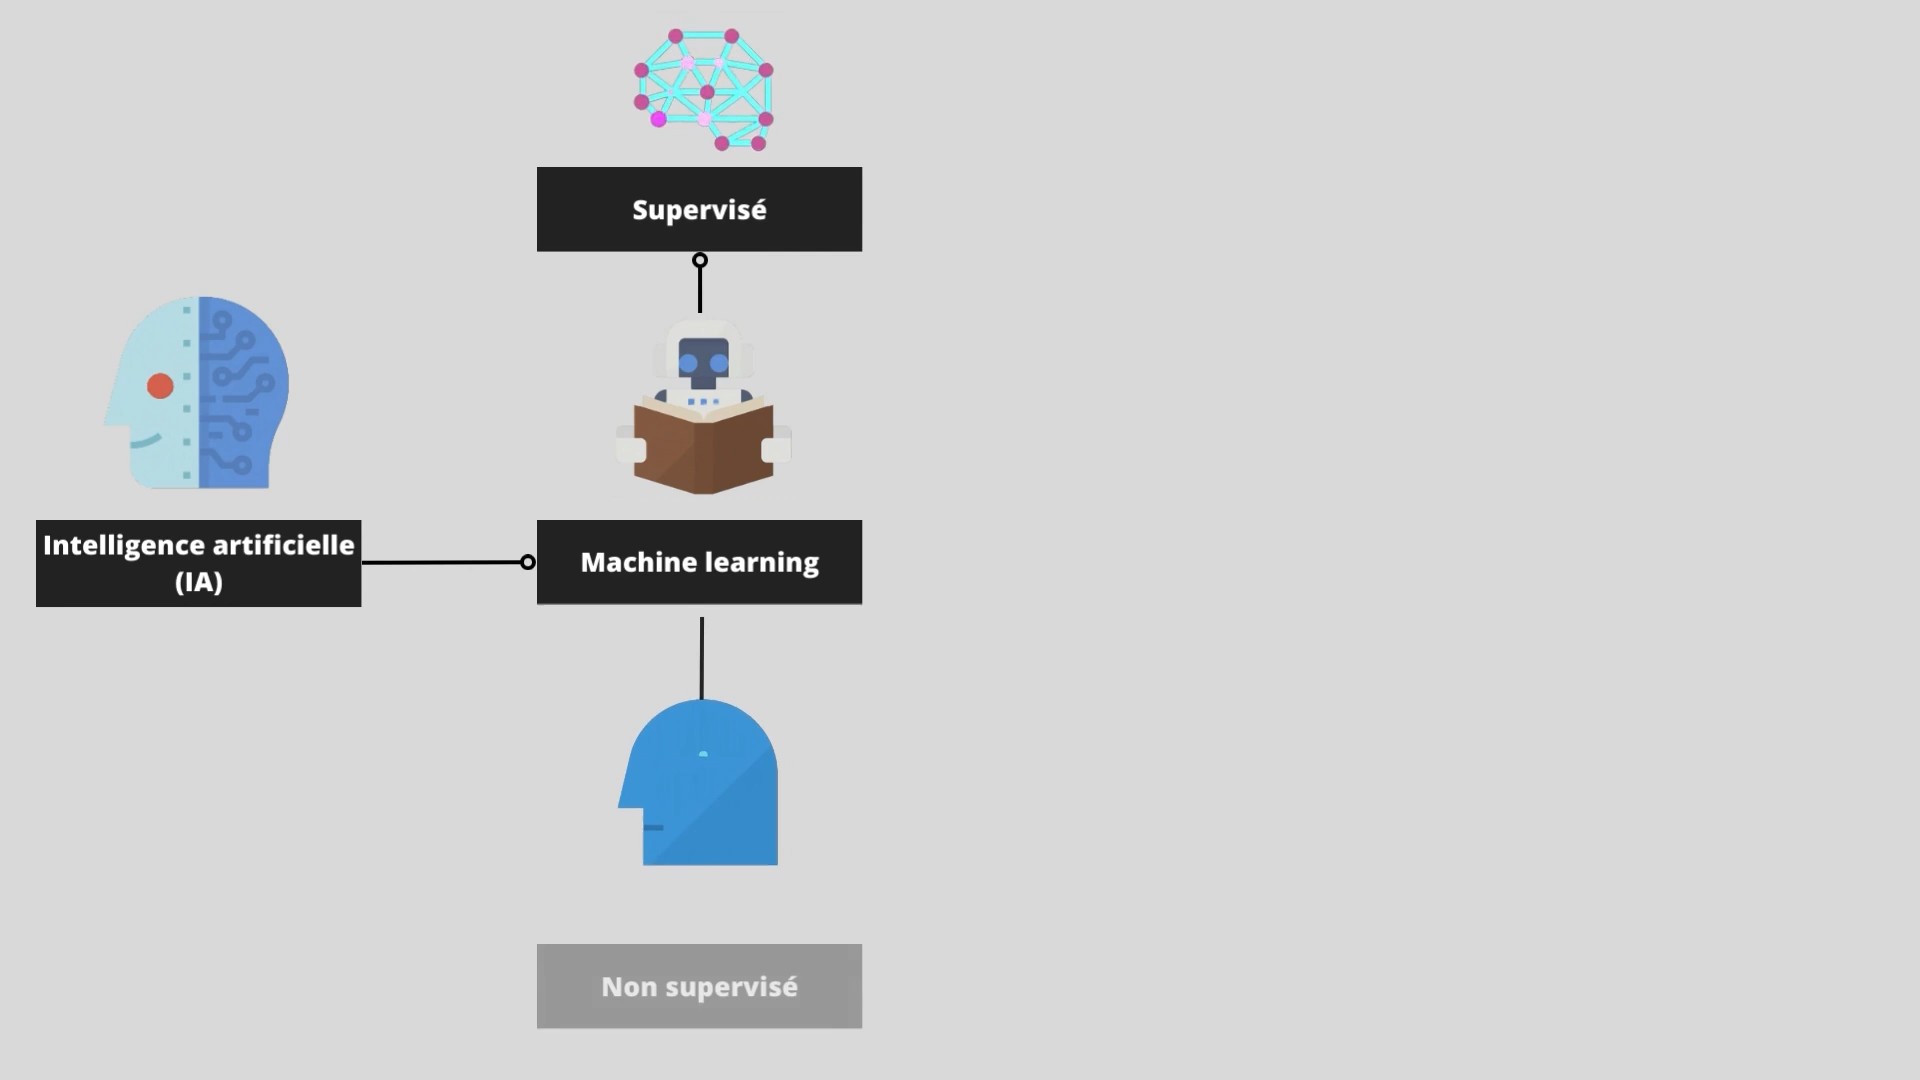 Supervisé
Intelligence artificielle
(IA)
Machine learning
Non supervisé